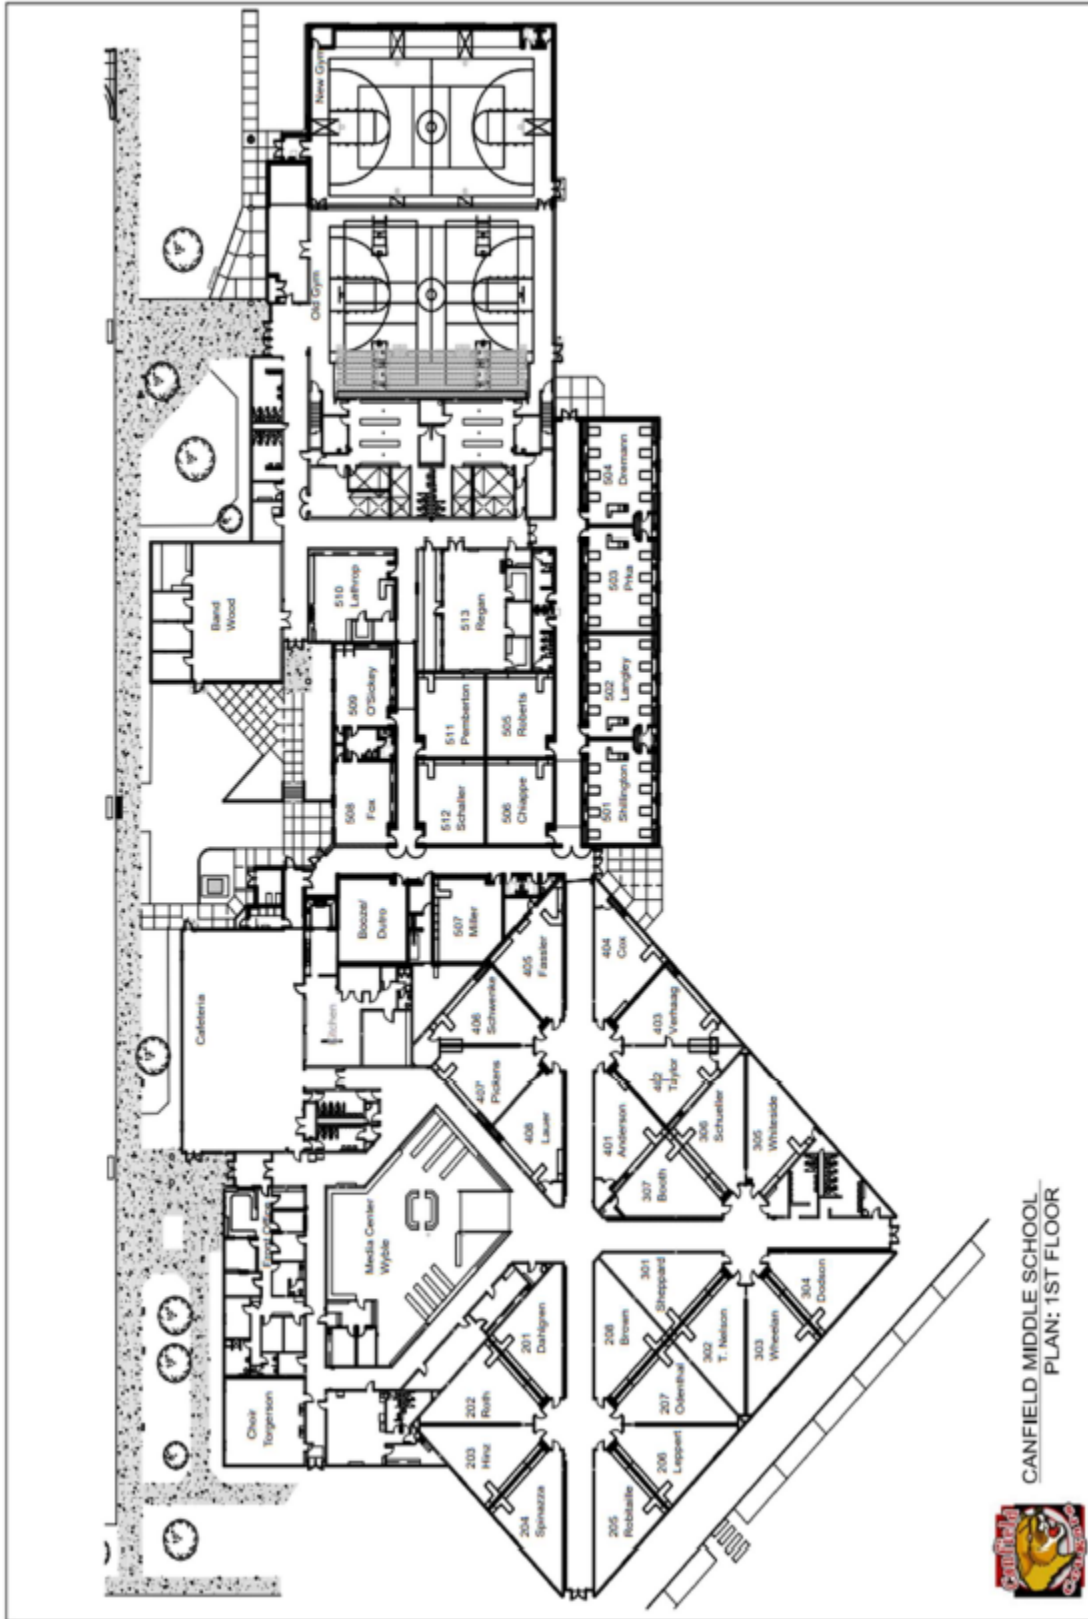 New Gym
Old Gym
504
Dremann
503
Prka
502
Langley
501
Shillington
Band
Wood
510
Lathrop
513
Regan
509
O'Sickey
511
Pemberton
505
Roberts
508
Fox
512
Schaller
506
Chiappe
Booze/
Dutro
507
Miller
Cafeteria
Kitchen
405
Fassler
404
Cox
406
Schwenke
403
Verhaag
407
Pickens
402
Taylor
408
Lauer
401
Anderson
306
Schueller
305
Whiteside
307
Booth
Media Center
Wyble
Front Office
301
Sheppard
304
Dodson
201
Dahlgren
208
Brown
302
T. Nelson
303
Wheelan
202
Roth
207
Odenthal
Choir
Torgerson
203
Hinz
206
Leppert
204
Spinazza
205
Robitaille
CANFIELD MIDDLE SCHOOL
PLAN: 1ST FLOOR
Canfield